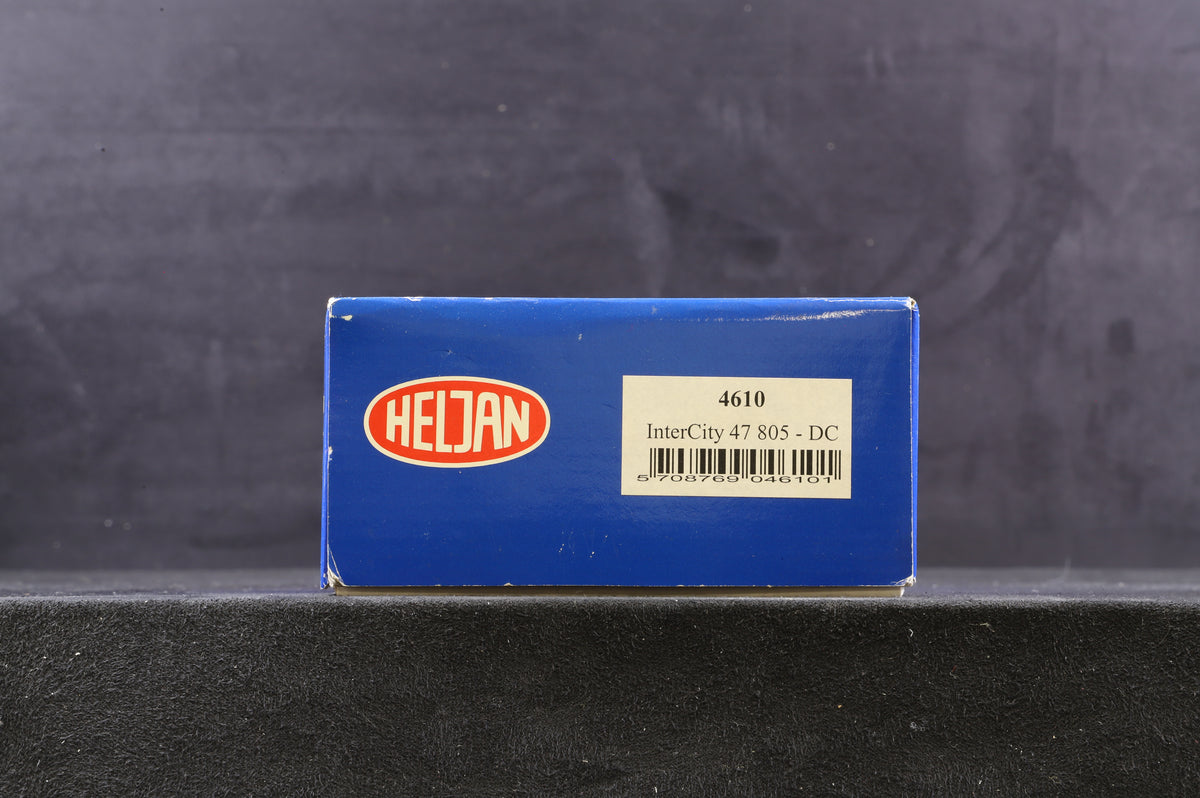 HELJAN
4610
InterCity 47 805 - DC
5 708769 046101